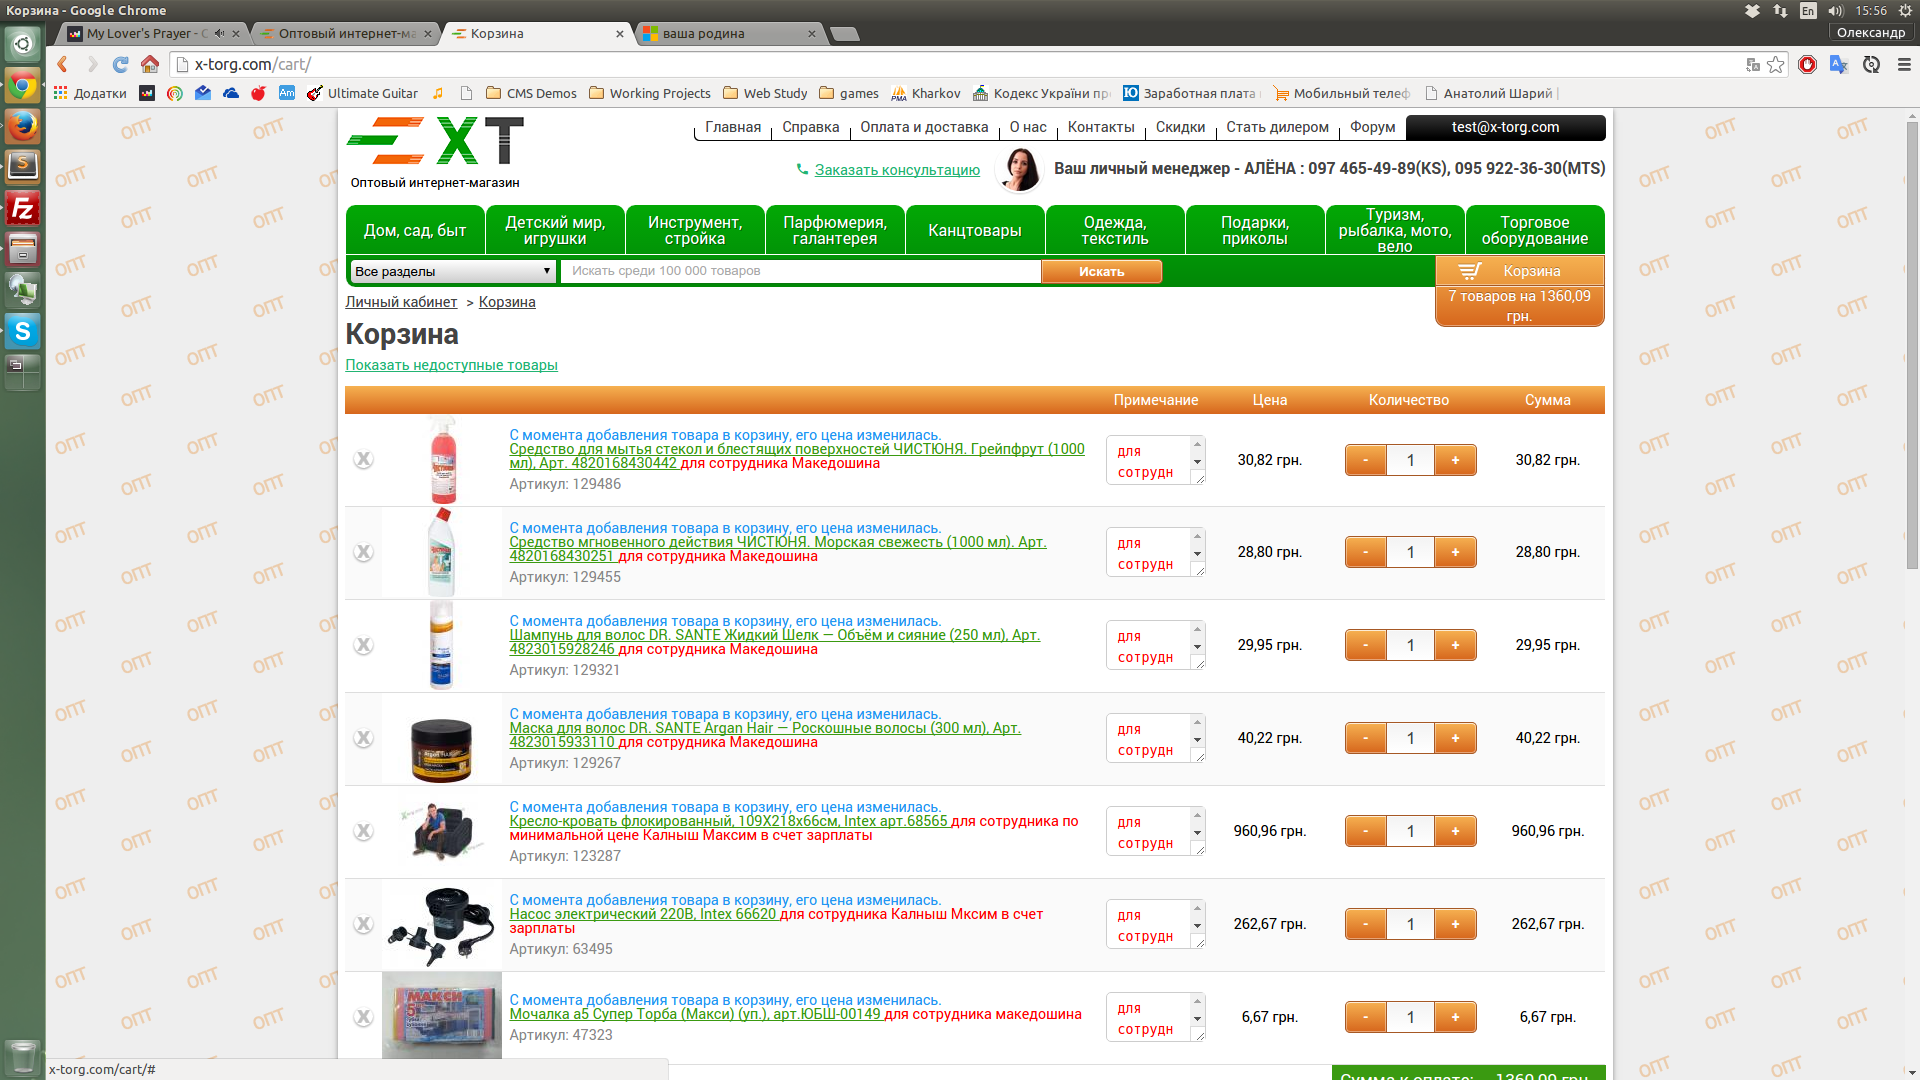 Корзина - Google Chrome
En
15:56
My Lover's Prayer - G
Оптовый интернет-ма
Корзина
ваша родина
Олександр
x-torg.com/cart/
Додатки
Am
Ultimate Guitar
CMS Demos
Working Projects
Web Study
games
PMA Kharkov
Кодекс України пр
Ю Заработная плата
Мобильный телеф
Анатолий Шарий |
EXT
Оптовый интернет-магазин
Главная
Справка
Оплата и доставка
О нас
Контакты
Скидки
Стать дилером
Форум
test@x-torg.com
Заказать консультацию
Ваш личный менеджер - АЛЁНА : 097 465-49-89(KS), 095 922-36-30(MTS)
Дом, сад, быт
Детский мир, игрушки
Инструмент, стройка
Парфюмерия, галантерея
Канцтовары
Одежда, текстиль
Подарки, приколы
Туризм, рыбалка, мото, вело
Торговое оборудование
Все разделы
Искать среди 100 000 товаров
Искать
Корзина
7 товаров на 1360,09 грн.
Личный кабинет > Корзина
Корзина
Показать недоступные товары
Примечание Цена Количество Сумма
С момента добавления товара в корзину, его цена изменилась.
Средство для мытья стекол и блестящих поверхностей ЧИСТЮНЯ. Грейпфрут (1000
мл), Арт. 4820168430442 для сотрудника Македошина
Артикул: 129486
для
сотрудн
30,82 грн.
- 1 +
30,82 грн.
С момента добавления товара в корзину, его цена изменилась.
Средство мгновенного действия ЧИСТЮНЯ. Морская свежесть (1000 мл). Арт.
4820168430251 для сотрудника Македошина
Артикул: 129455
для
сотрудн
28,80 грн.
- 1 +
28,80 грн.
С момента добавления товара в корзину, его цена изменилась.
Шампунь для волос DR. SANTE Жидкий Шелк — Объём и сияние (250 мл), Арт.
4823015928246 для сотрудника Македошина
Артикул: 129321
для
сотрудн
29,95 грн.
- 1 +
29,95 грн.
С момента добавления товара в корзину, его цена изменилась.
Маска для волос DR. SANTE Argan Hair — Роскошные волосы (300 мл), Арт.
4823015933110 для сотрудника Македошина
Артикул: 129267
для
сотрудн
40,22 грн.
- 1 +
40,22 грн.
С момента добавления товара в корзину, его цена изменилась.
Кресло-кровать флокированный, 109Х218х66см, Intex арт.68565 для сотрудника по
минимальной цене Калныш Максим в счет зарплаты
Артикул: 123287
для
сотрудн
960,96 грн.
- 1 +
960,96 грн.
С момента добавления товара в корзину, его цена изменилась.
Насос электрический 220В, Intex 66620 для сотрудника Калныш Мксим в счет
зарплаты
Артикул: 63495
для
сотрудн
262,67 грн.
- 1 +
262,67 грн.
МАКСИ
5
С момента добавления товара в корзину, его цена изменилась.
Мочалка а5 Супер Торба (Макси) (уп.), арт.ЮБШ-00149 для сотрудника македошина
Артикул: 47323
для
сотрудн
6,67 грн.
- 1 +
6,67 грн.
Сумма к оплате: 1360,09 грн.
x-torg.com/cart/#